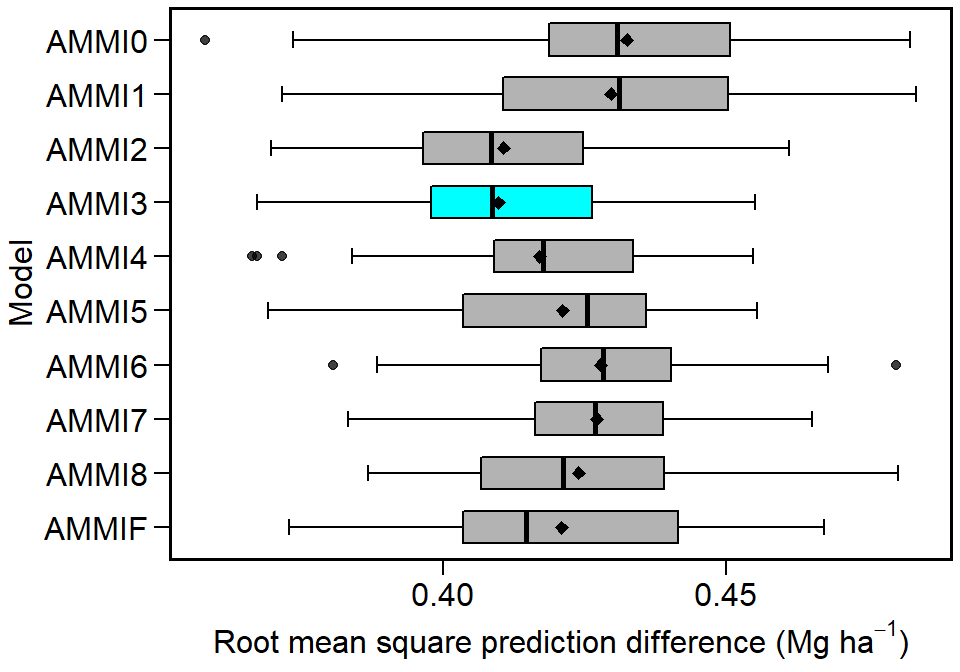 AMMI0
AMMI1
AMMI2
AMMI3
AMMI4
AMMI5
AMMI6
AMMI7
AMMI8
AMMIF
Model
0.40 0.45
Root mean square prediction difference (Mg ha⁻¹)